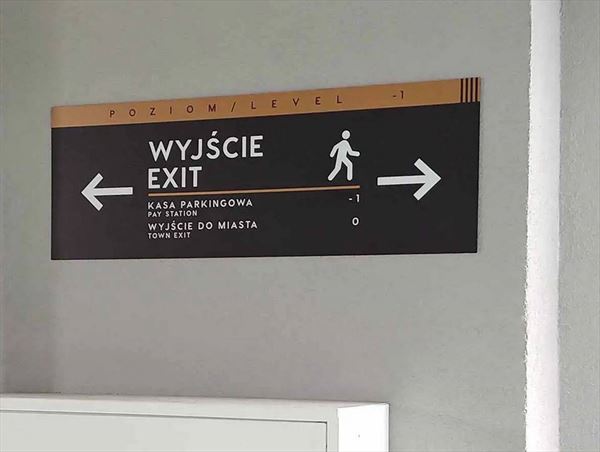 POZIOM/LEVEL -1
WYJŚCIE
EXIT
KASA PARKINGOWA -1
PAY STATION
WYJŚCIE DO MIASTA 0
TOWN EXIT